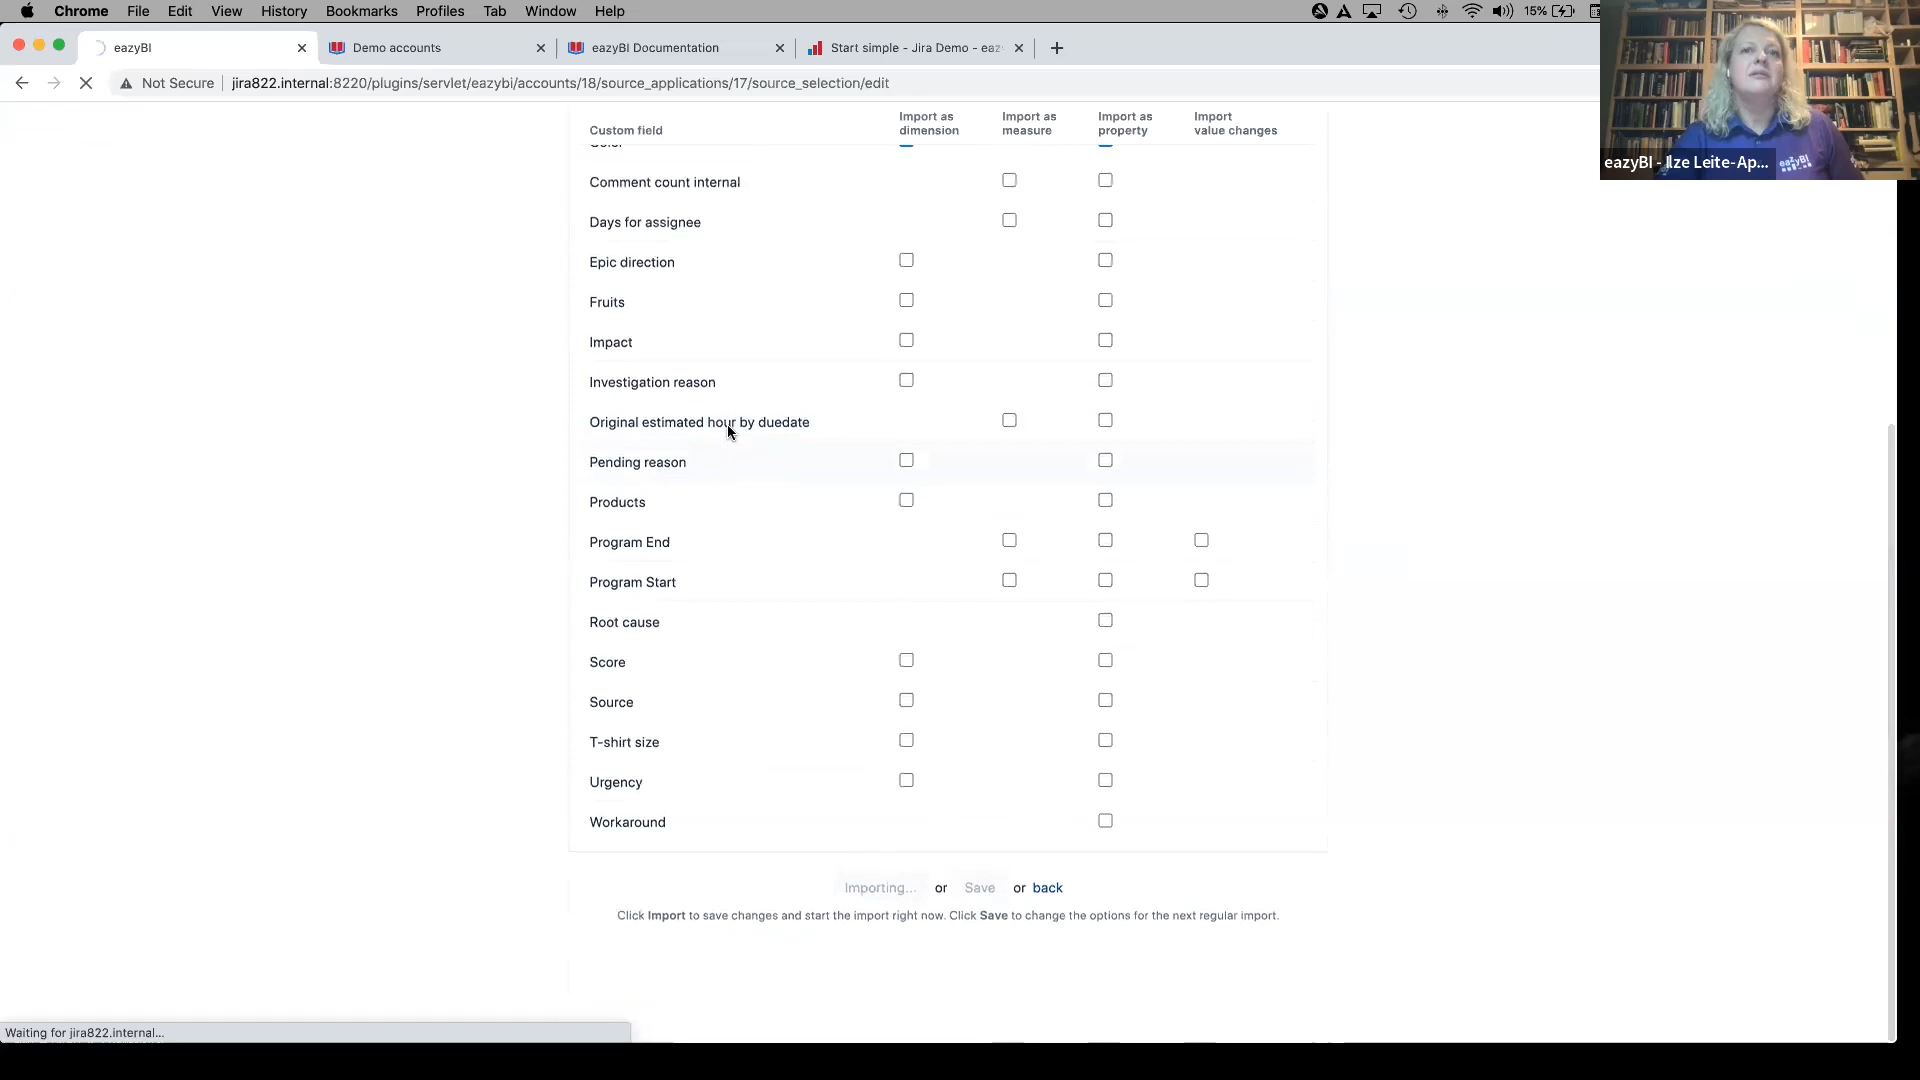 Chrome File Edit View History Bookmarks Profiles Tab Window Help 15%
eazyBI Demo accounts eazyBI Documentation Start simple - Jira Demo - eaz
Not Secure jira822.internal:8220/plugins/servlet/eazybi/accounts/18/source_applications/17/source_selection/edit
eazyBI
eazyBI - Ilze Leite-Ap...
Custom field Import as dimension Import as measure Import as property Import value changes
Color
Comment count internal
Days for assignee
Epic direction
Fruits
Impact
Investigation reason
Original estimated hour by duedate
Pending reason
Products
Program End
Program Start
Root cause
Score
Source
T-shirt size
Urgency
Workaround
Importing... or Save or back
Click Import to save changes and start the import right now. Click Save to change the options for the next regular import.
Waiting for jira822.internal...